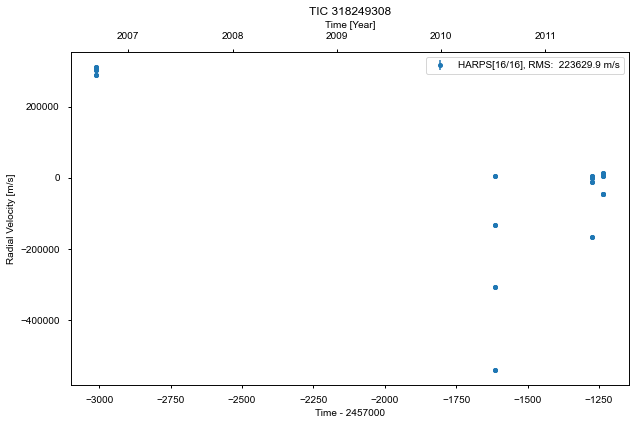 TIC 318249308
Time [Year]
2007 2008 2009 2010 2011
HARPS[16/16], RMS: 223629.9 m/s
200000
0
−200000
−400000
Radial Velocity [m/s]
−3000 −2750 −2500 −2250 −2000 −1750 −1500 −1250
Time - 2457000